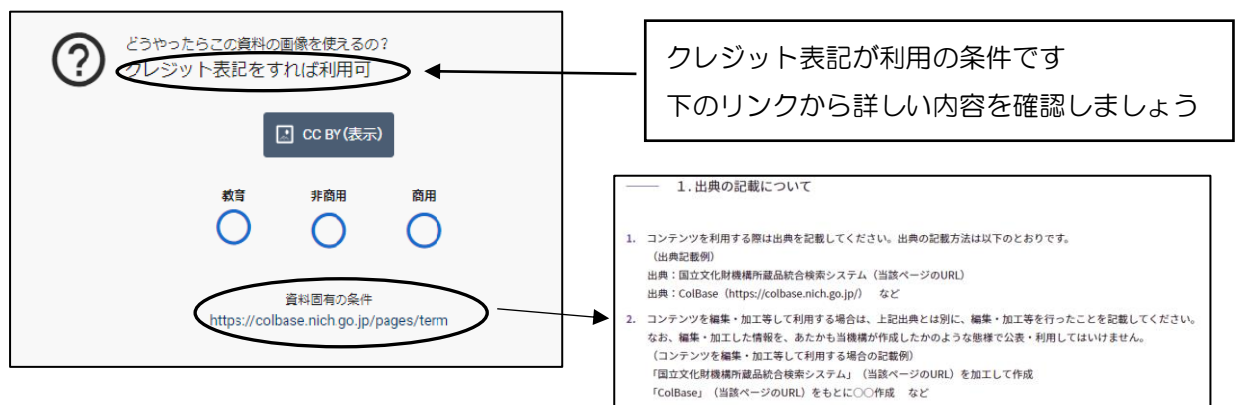 どうやったらこの資料の画像を使えるの?
クレジット表記をすれば利用可
CC BY(表示)
教育 非商用 商用
資料固有の条件
https://colbase.nich.go.jp/pages/term
クレジット表記が利用の条件です
下のリンクから詳しい内容を確認しましょう
1.出典の記載について
1. コンテンツを利用する際は出典を記載してください。出典の記載方法は以下のとおりです。
(出典記載例)
出典:国立文化財機構所蔵品統合検索システム(当該ページのURL)
出典:ColBase(https://colbase.nich.go.jp/) など
2. コンテンツを編集・加工等して利用する場合は、上記出典とは別に、編集・加工等を行ったことを記載してください。
なお、編集・加工した情報を、あたかも当機構が作成したかのような態様で公表・利用してはいけません。
(コンテンツを編集・加工等して利用する場合の記載例)
「国立文化財機構所蔵品統合検索システム」(当該ページのURL)を加工して作成
「ColBase」(当該ページのURL)をもとに○○作成 など